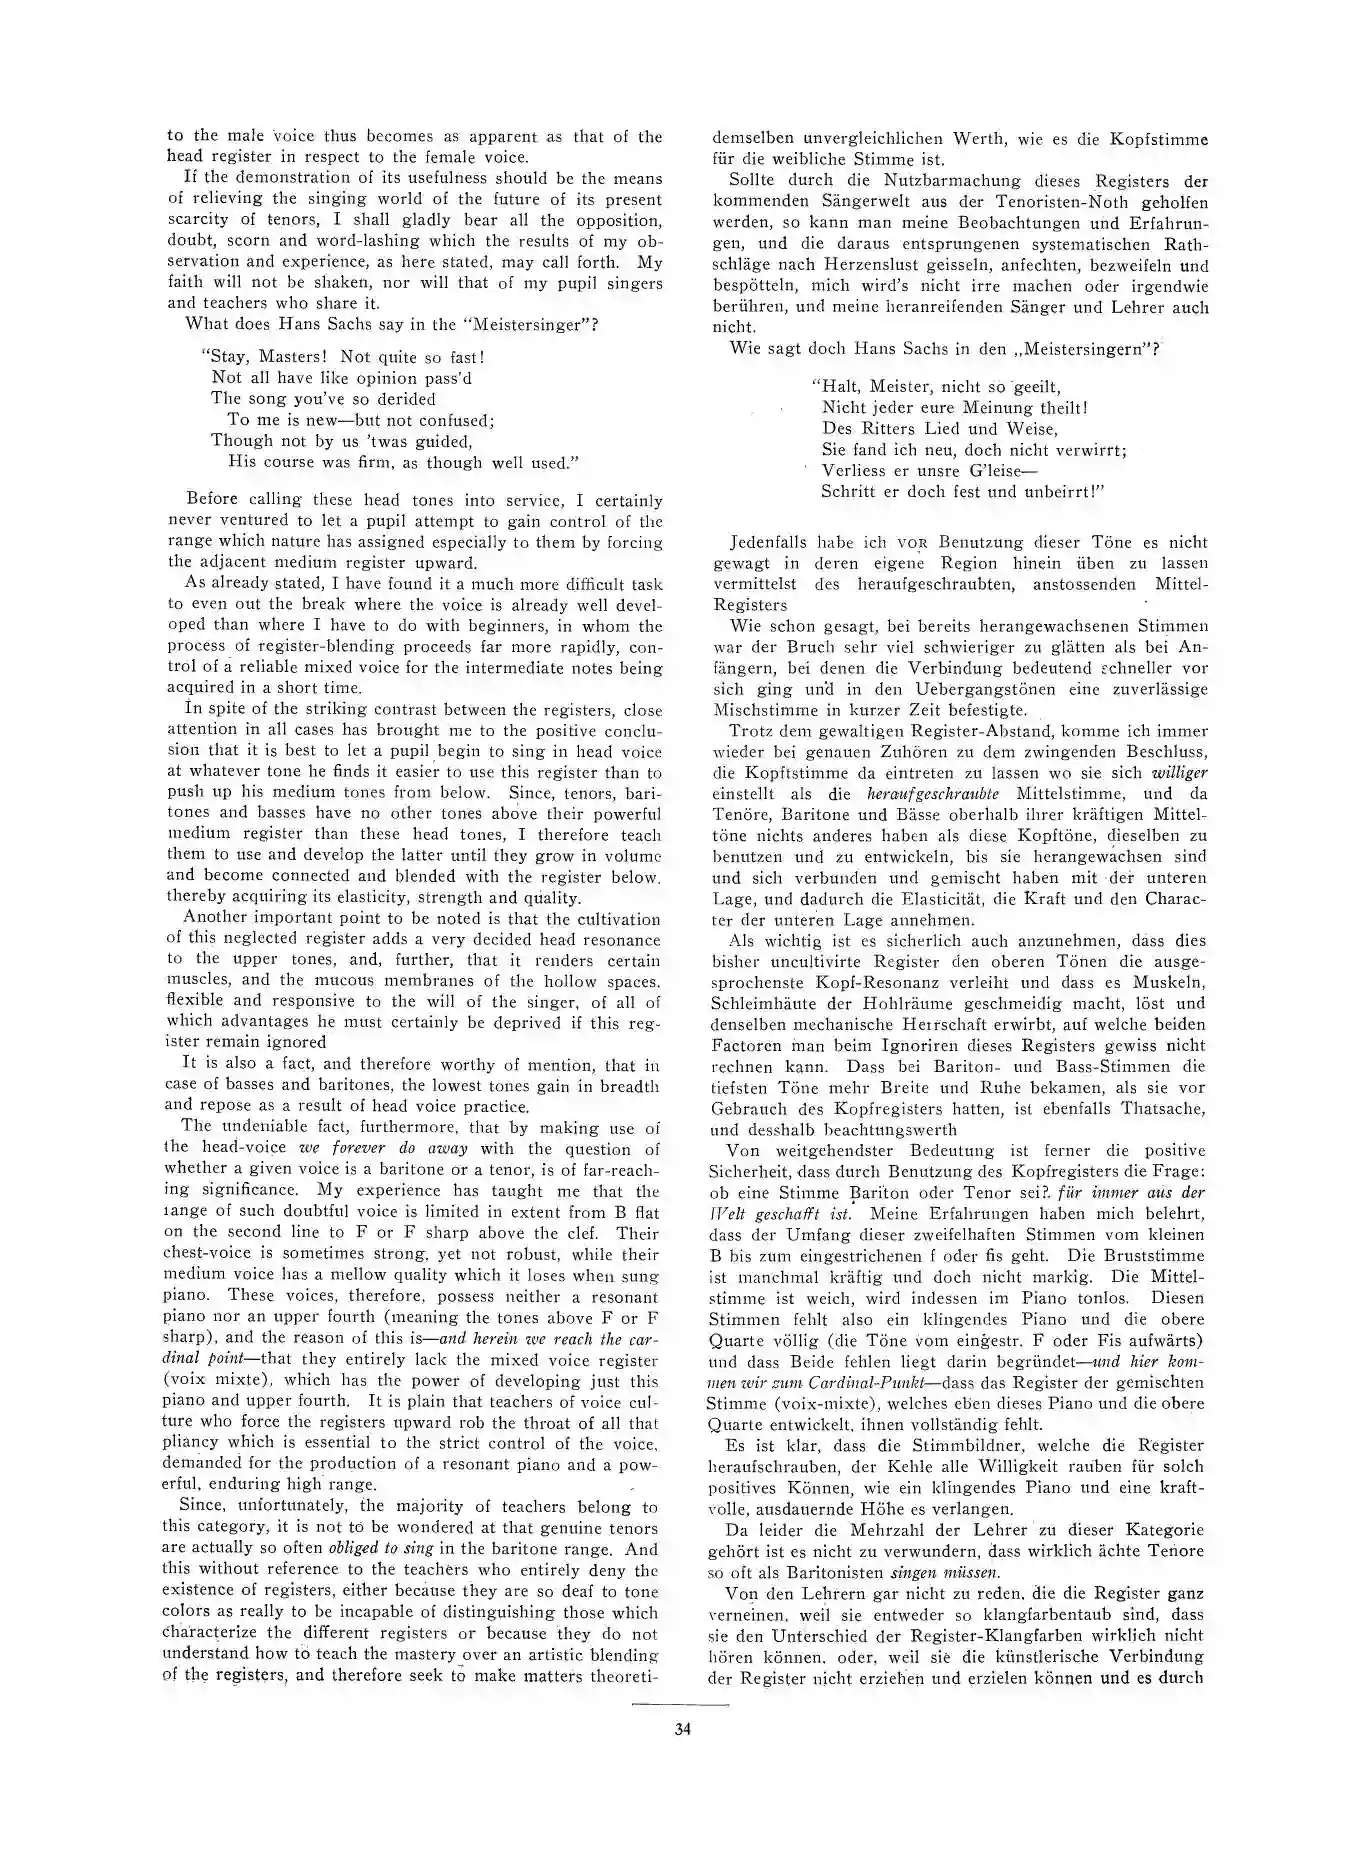 to the male voice thus becomes as apparent as that of the
head register in respect to the female voice.
If the demonstration of its usefulness should be the means
of relieving the singing world of the future of its present
scarcity of tenors, I shall gladly bear all the opposition,
doubt, scorn and word-lashing which the results of my ob-
servation and experience, as here stated, may call forth. My
faith will not be shaken, nor will that of my pupil singers
and teachers who share it.
What does Hans Sachs say in the “Meistersinger”?
“Stay, Masters! Not quite so fast!
Not all have like opinion pass'd
The song you've so derided
To me is new—but not confused;
Though not by us 'twas guided,
His course was firm, as though well used.”
Before calling these head tones into service, I certainly
never ventured to let a pupil attempt to gain control of the
range which nature has assigned especially to them by forcing
the adjacent medium register upward.
As already stated, I have found it a much more difficult task
to even out the break where the voice is already well devel-
oped than where I have to do with beginners, in whom the
process of register-blending proceeds far more rapidly, con-
trol of a reliable mixed voice for the intermediate notes being
acquired in a short time.
In spite of the striking contrast between the registers, close
attention in all cases has brought me to the positive conclu-
sion that it is best to let a pupil begin to sing in head voice
at whatever tone he finds it easier to use this register than to
push up his medium tones from below. Since, tenors, bari-
tones and basses have no other tones above their powerful
medium register than these head tones, I therefore teach
them to use and develop the latter until they grow in volume
and become connected and blended with the register below.
thereby acquiring its elasticity, strength and quality.
Another important point to be noted is that the cultivation
of this neglected register adds a very decided head resonance
to the upper tones, and, further, that it renders certain
muscles, and the mucous membranes of the hollow spaces.
flexible and responsive to the will of the singer, of all of
which advantages he must certainly be deprived if this reg-
ister remain ignored
It is also a fact, and therefore worthy of mention, that in
case of basses and baritones, the lowest tones gain in breadth
and repose as a result of head voice practice.
The undeniable fact, furthermore, that by making use of
the head-voice we forever do away with the question of
whether a given voice is a baritone or a tenor, is of far-reach-
ing significance. My experience has taught me that the
range of such doubtful voice is limited in extent from B flat
on the second line to F or F sharp above the clef. Their
chest-voice is sometimes strong, yet not robust, while their
medium voice has a mellow quality which it loses when sung
piano. These voices, therefore, possess neither a resonant
piano nor an upper fourth (meaning the tones above F or F
sharp), and the reason of this is—and herein we reach the car-
dinal point—that they entirely lack the mixed voice register
(voix mixte), which has the power of developing just this
piano and upper fourth. It is plain that teachers of voice cul-
ture who force the registers upward rob the throat of all that
pliancy which is essential to the strict control of the voice,
demanded for the production of a resonant piano and a pow-
erful, enduring high range.
Since, unfortunately, the majority of teachers belong to
this category, it is not to be wondered at that genuine tenors
are actually so often obliged to sing in the baritone range. And
this without reference to the teachers who entirely deny the
existence of registers, either because they are so deaf to tone
colors as really to be incapable of distinguishing those which
characterize the different registers or because they do not
understand how to teach the mastery over an artistic blending
of the registers, and therefore seek to make matters theoreti-
demselben unvergleichlichen Werth, wie es die Kopfstimme
für die weibliche Stimme ist.
Sollte durch die Nutzbarmachung dieses Registers der
kommenden Sängerwelt aus der Tenoristen-Noth geholfen
werden, so kann man meine Beobachtungen und Erfahrun-
gen, und die daraus entsprungenen systematischen Rath-
schläge nach Herzenslust geisseln, anfechten, bezweifeln und
bespötteln, mich wird's nicht irre machen oder irgendwie
berühren, und meine heranreifenden Sänger und Lehrer auch
nicht.
Wie sagt doch Hans Sachs in den ,,Meistersingern”?
“Halt, Meister, nicht so geeilt,
Nicht jeder eure Meinung theilt!
Des Ritters Lied und Weise,
Sie fand ich neu, doch nicht verwirrt;
Verliess er unsre G'leise—
Schritt er doch fest und unbeirrt!”
Jedenfalls habe ich VOR Benutzung dieser Töne es nicht
gewagt in deren eigene Region hinein üben zu lassen
vermittelst des heraufgeschraubten, anstossenden Mittel-
Registers
Wie schon gesagt, bei bereits herangewachsenen Stimmen
war der Bruch sehr viel schwieriger zu glätten als bei An-
fängern, bei denen die Verbindung bedeutend schneller vor
sich ging und in den Uebergangstönen eine zuverlässige
Mischstimme in kurzer Zeit befestigte.
Trotz dem gewaltigen Register-Abstand, komme ich immer
wieder bei genauen Zuhören zu dem zwingenden Beschluss,
die Kopftstimme da eintreten zu lassen wo sie sich williger
einstellt als die heraufgeschraubte Mittelstimme, und da
Tenöre, Baritone und Bässe oberhalb ihrer kräftigen Mittel-
töne nichts anderes haben als diese Kopftöne, dieselben zu
benutzen und zu entwickeln, bis sie herangewachsen sind
und sich verbunden und gemischt haben mit der unteren
Lage, und dadurch die Elasticität, die Kraft und den Charac-
ter der unteren Lage annehmen.
Als wichtig ist es sicherlich auch anzunehmen, dass dies
bisher uncultivirte Register den oberen Tönen die ausge-
sprochenste Kopf-Resonanz verleiht und dass es Muskeln,
Schleimhäute der Hohlräume geschmeidig macht, löst und
denselben mechanische Herrschaft erwirbt, auf welche beiden
Factoren man beim Ignoriren dieses Registers gewiss nicht
rechnen kann. Dass bei Bariton- und Bass-Stimmen die
tiefsten Töne mehr Breite und Ruhe bekamen, als sie vor
Gebrauch des Kopfregisters hatten, ist ebenfalls Thatsache,
und desshalb beachtungswerth
Von weitgehendster Bedeutung ist ferner die positive
Sicherheit, dass durch Benutzung des Kopfregisters die Frage:
ob eine Stimme Bariton oder Tenor sei?. für immer aus der
Welt geschafft ist. Meine Erfahrungen haben mich belehrt,
dass der Umfang dieser zweifelhaften Stimmen vom kleinen
B bis zum eingestrichenen f oder fis geht. Die Bruststimme
ist manchmal kräftig und doch nicht markig. Die Mittel-
stimme ist weich, wird indessen im Piano tonlos. Diesen
Stimmen fehlt also ein klingendes Piano und die obere
Quarte völlig (die Töne vom eingestr. F oder Fis aufwärts)
und dass Beide fehlen liegt darin begründet—und hier kom-
men wir zum Cardinal-Punkt—dass das Register der gemischten
Stimme (voix-mixte), welches eben dieses Piano und die obere
Quarte entwickelt, ihnen vollständig fehlt.
Es ist klar, dass die Stimmbildner, welche die Register
heraufschrauben, der Kehle alle Willigkeit rauben für solch
positives Können, wie ein klingendes Piano und eine kraft-
volle, ausdauernde Höhe es verlangen.
Da leider die Mehrzahl der Lehrer zu dieser Kategorie
gehört ist es nicht zu verwundern, dass wirklich ächte Tenore
so oft als Baritonisten singen müssen.
Von den Lehrern gar nicht zu reden, die die Register ganz
verneinen, weil sie entweder so klangfarbentaub sind, dass
sie den Unterschied der Register-Klangfarben wirklich nicht
hören können, oder, weil sie die künstlerische Verbindung
der Register nicht erziehen und erzielen können und es durch
34